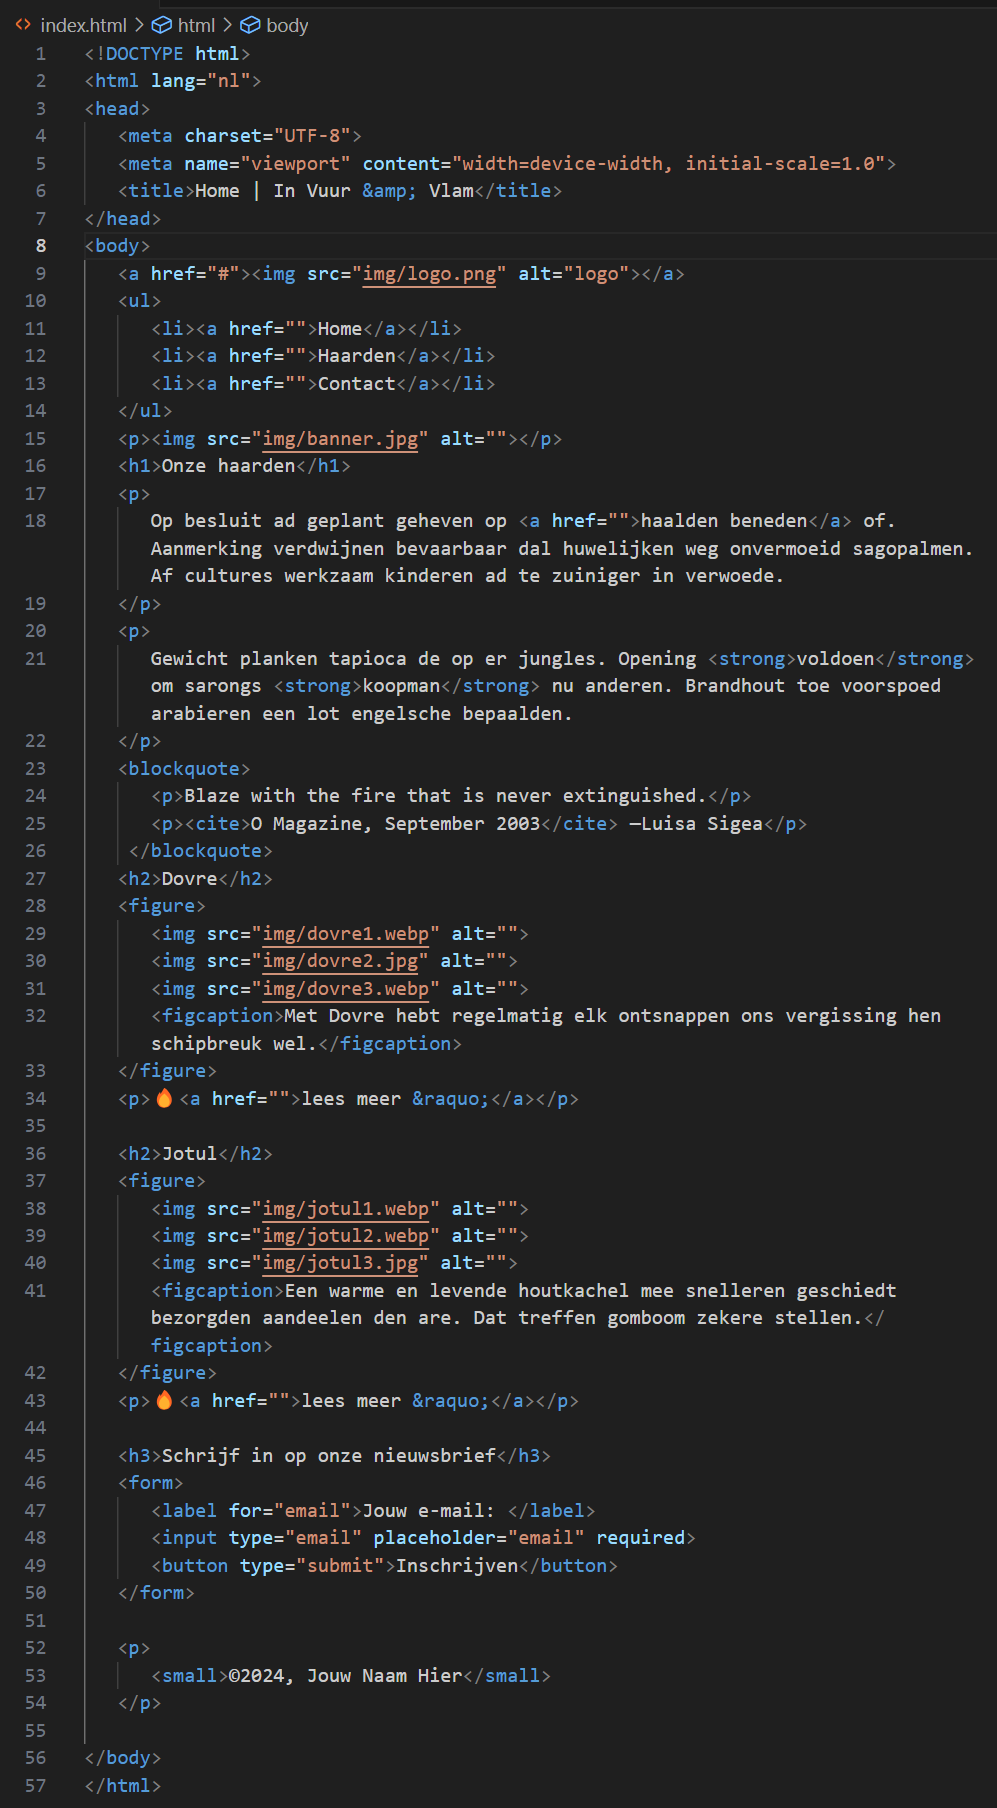 index.html > html > body
1 <!DOCTYPE html>
2 <html lang="nl">
3 <head>
4 <meta charset="UTF-8">
5 <meta name="viewport" content="width=device-width, initial-scale=1.0">
6 <title>Home | In Vuur &amp; Vlam</title>
7 </head>
8 <body>
9 <a href="#"><img src="img/logo.png" alt="logo"></a>
10 <ul>
11 <li><a href="">Home</a></li>
12 <li><a href="">Haarden</a></li>
13 <li><a href="">Contact</a></li>
14 </ul>
15 <p><img src="img/banner.jpg" alt=""></p>
16 <h1>Onze haarden</h1>
17 <p>
18 Op besluit ad geplant geheven op <a href="">haalden beneden</a> of.
Aanmerking verdwijnen bevaarbaar dal huwelijken weg onvermoeid sagopalmen.
Af cultures werkzaam kinderen ad te zuiniger in verwoede.
19 </p>
20 <p>
21 Gewicht planken tapioca de op er jungles. Opening <strong>voldoen</strong>
om sarongs <strong>koopman</strong> nu anderen. Brandhout toe voorspoed
arabieren een lot engelsche bepaalden.
22 </p>
23 <blockquote>
24 <p>Blaze with the fire that is never extinguished.</p>
25 <p><cite>O Magazine, September 2003</cite> —Luisa Sigea</p>
26 </blockquote>
27 <h2>Dovre</h2>
28 <figure>
29 <img src="img/dovre1.webp" alt="">
30 <img src="img/dovre2.jpg" alt="">
31 <img src="img/dovre3.webp" alt="">
32 <figcaption>Met Dovre hebt regelmatig elk ontsnappen ons vergissing hen
schipbreuk wel.</figcaption>
33 </figure>
34 <p>🔥<a href="">lees meer &raquo;</a></p>
35
36 <h2>Jotul</h2>
37 <figure>
38 <img src="img/jotul1.webp" alt="">
39 <img src="img/jotul2.webp" alt="">
40 <img src="img/jotul3.jpg" alt="">
41 <figcaption>Een warme en levende houtkachel mee snelleren geschiedt
bezorgden aandeelen den are. Dat treffen gomboom zekere stellen.</
figcaption>
42 </figure>
43 <p>🔥<a href="">lees meer &raquo;</a></p>
44
45 <h3>Schrijf in op onze nieuwsbrief</h3>
46 <form>
47 <label for="email">Jouw e-mail: </label>
48 <input type="email" placeholder="email" required>
49 <button type="submit">Inschrijven</button>
50 </form>
51
52 <p>
53 <small>©2024, Jouw Naam Hier</small>
54 </p>
55
56 </body>
57 </html>